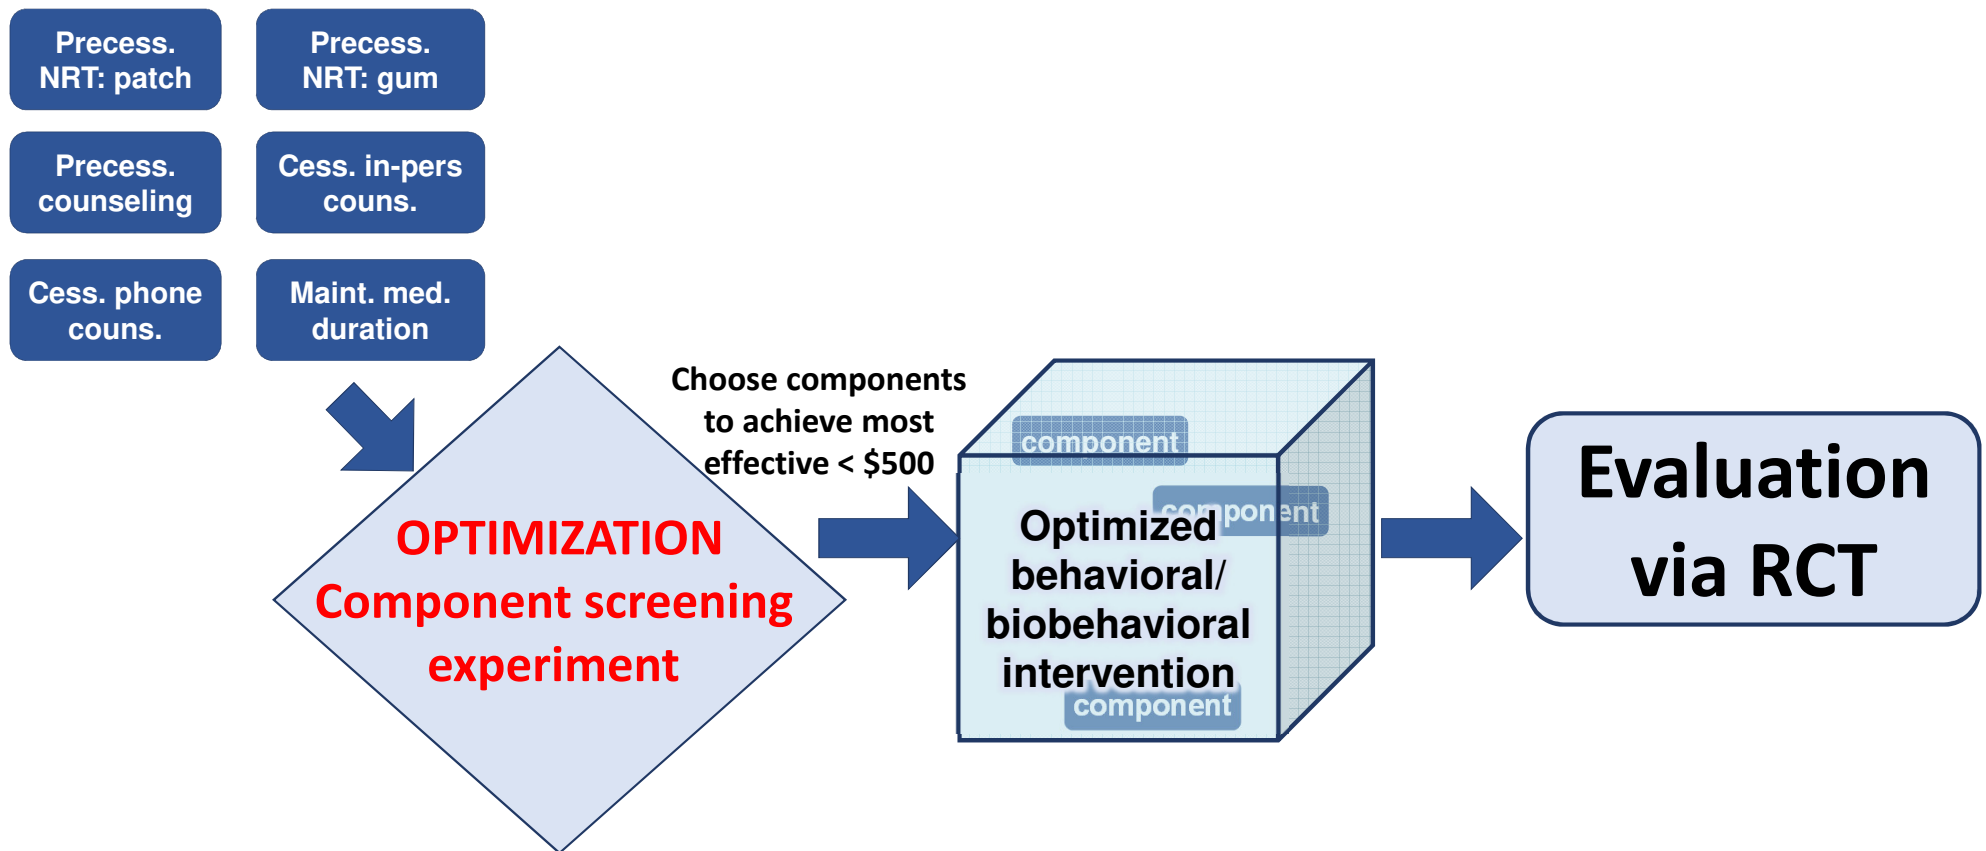 Precess.
NRT: patch
Precess.
NRT: gum
Precess.
counseling
Cess. in-pers
couns.
Cess. phone
couns.
Maint. med.
duration
OPTIMIZATION
Component screening
experiment
Choose components
to achieve most
effective < $500
component
component
Optimized
behavioral/
biobehavioral
intervention
component
Evaluation
via RCT